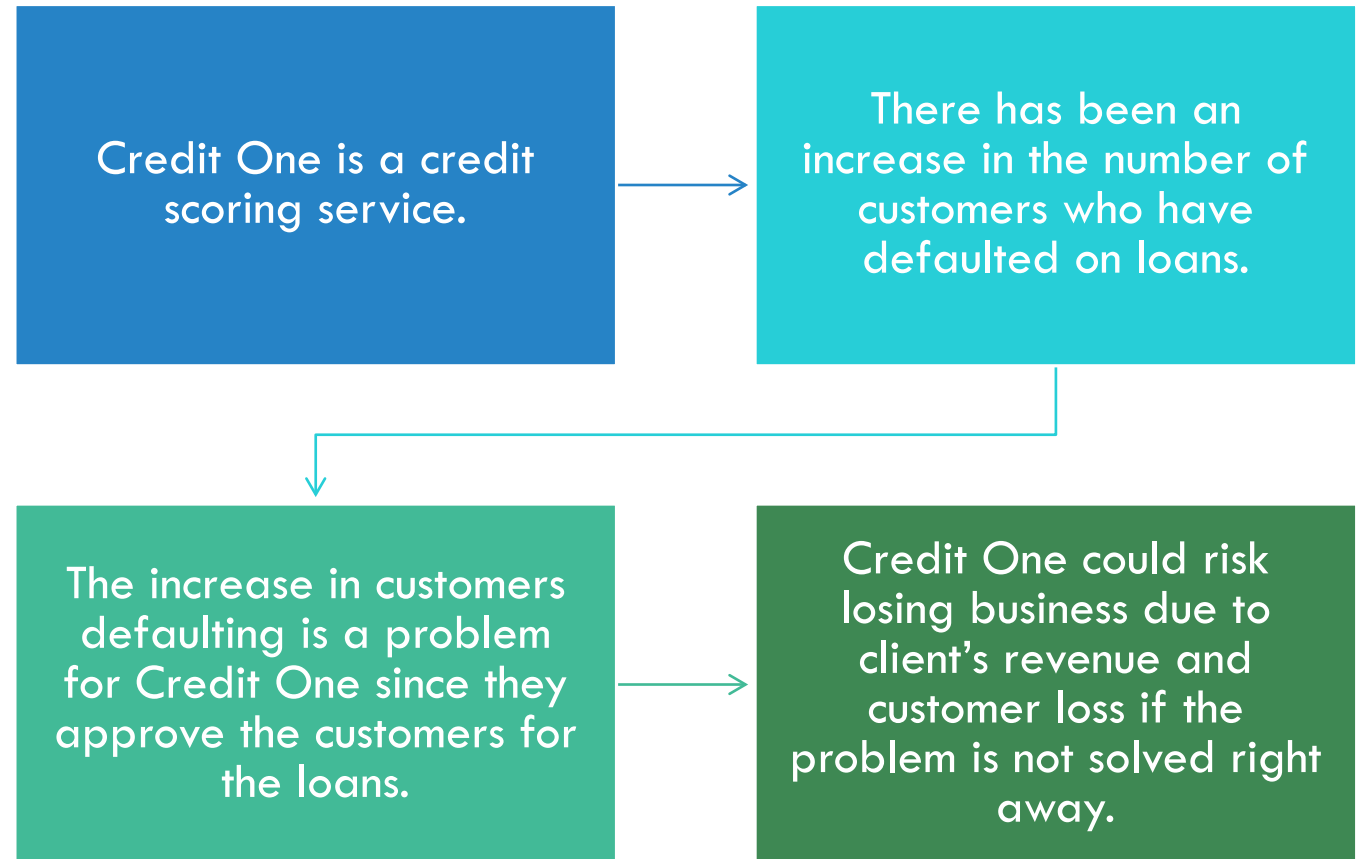 Credit One is a credit
scoring service.
There has been an
increase in the number of
customers who have
defaulted on loans.
The increase in customers
defaulting is a problem
for Credit One since they
approve the customers for
the loans.
Credit One could risk
losing business due to
client’s revenue and
customer loss if the
problem is not solved right
away.